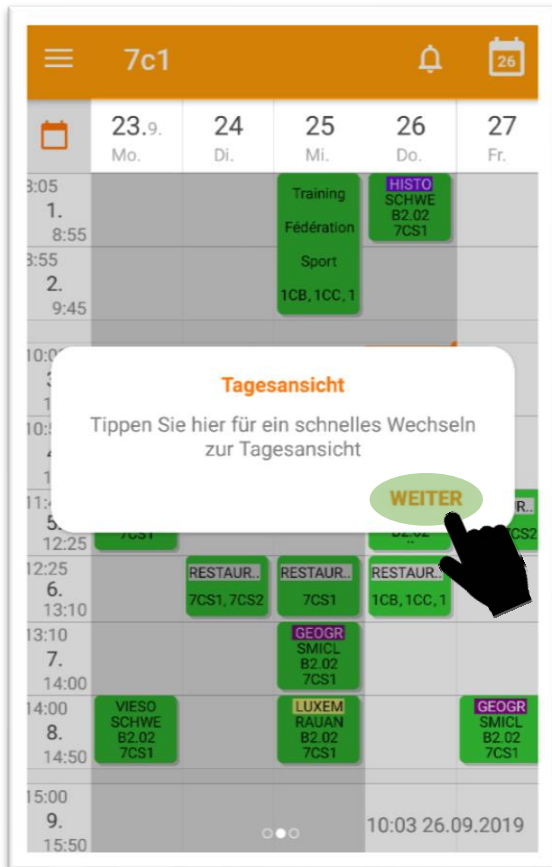 7c1
26
23.9. 24 25 26 27
Mo. Di. Mi. Do. Fr.
8:05
1.
8:55
Training
Fédération
Sport
1CB, 1CC, 1
HISTO
SCHWE
B2.02
7CS1
8:55
2.
9:45
Tagesansicht
Tippen Sie hier für ein schnelles Wechseln
zur Tagesansicht
WEITER
5.
12:25
7CS1
12:25
6.
13:10
RESTAUR..
7CS1, 7CS2
RESTAUR..
7CS1
RESTAUR..
1CB, 1CC, 1
13:10
7.
14:00
GEOGR
SMICL
B2.02
7CS1
14:00
8.
14:50
VIESO
SCHWE
B2.02
7CS1
LUXEM
RAUAN
B2.02
7CS1
GEOGR
SMICL
B2.02
7CS1
15:00
9.
15:50
10:03 26.09.2019